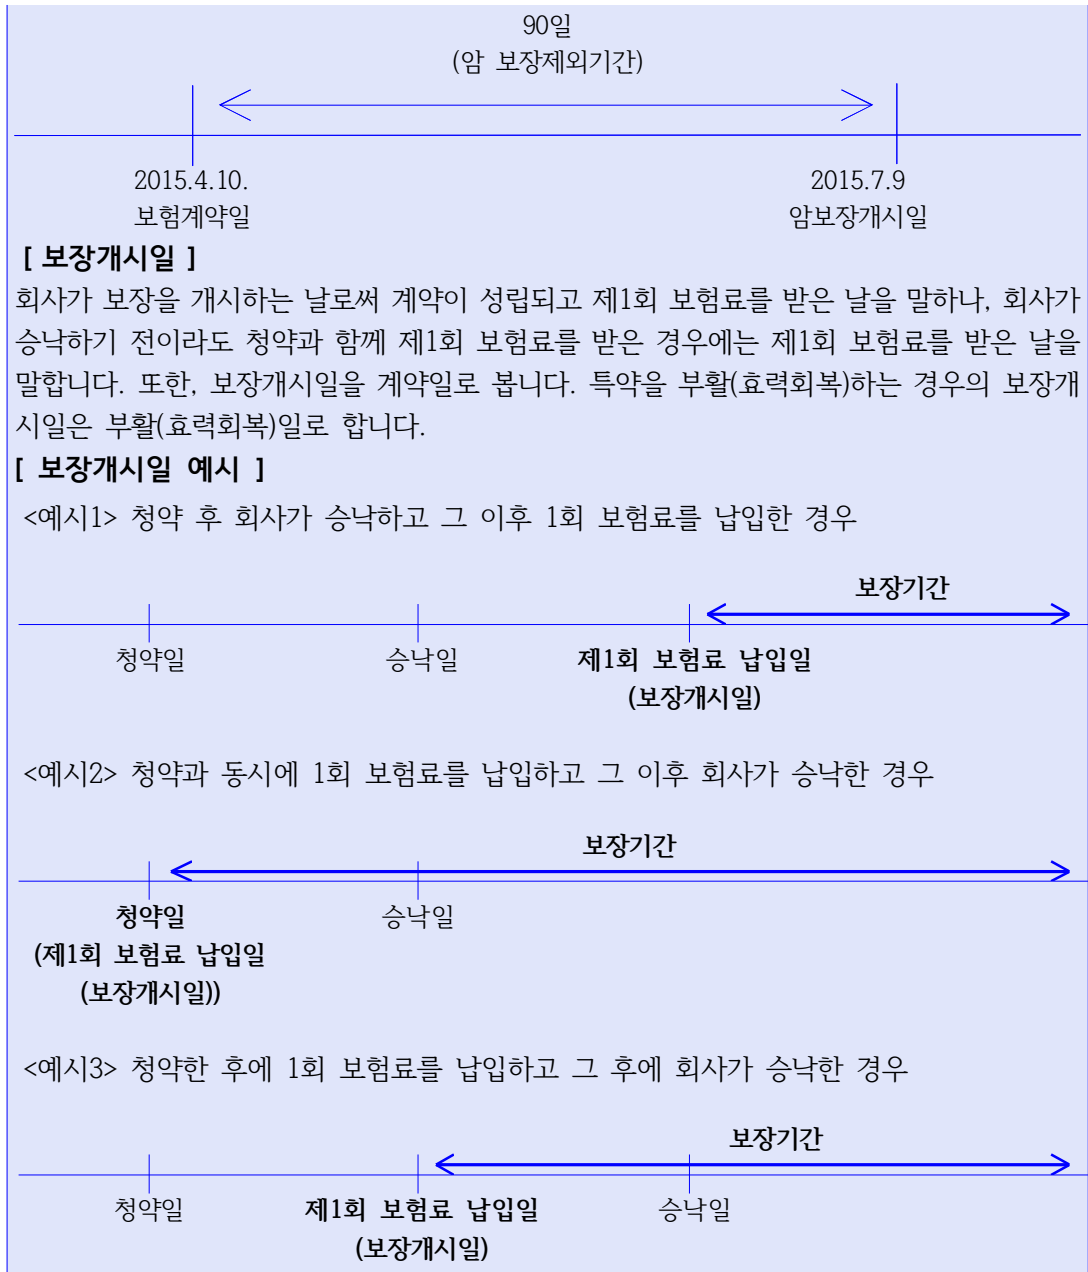 90일
(암 보장제외기간)
2015.4.10.
보험계약일
2015.7.9
암보장개시일
[ 보장개시일 ]
회사가 보장을 개시하는 날로써 계약이 성립되고 제1회 보험료를 받은 날을 말하나, 회사가
승낙하기 전이라도 청약과 함께 제1회 보험료를 받은 경우에는 제1회 보험료를 받은 날을
말합니다. 또한, 보장개시일을 계약일로 봅니다. 특약을 부활(효력회복)하는 경우의 보장개
시일은 부활(효력회복)일로 합니다.
[ 보장개시일 예시 ]
<예시1> 청약 후 회사가 승낙하고 그 이후 1회 보험료를 납입한 경우
보장기간
청약일
승낙일
제1회 보험료 납입일
(보장개시일)
<예시2> 청약과 동시에 1회 보험료를 납입하고 그 이후 회사가 승낙한 경우
보장기간
청약일
(제1회 보험료 납입일
(보장개시일))
승낙일
<예시3> 청약한 후에 1회 보험료를 납입하고 그 후에 회사가 승낙한 경우
보장기간
청약일
제1회 보험료 납입일
(보장개시일)
승낙일